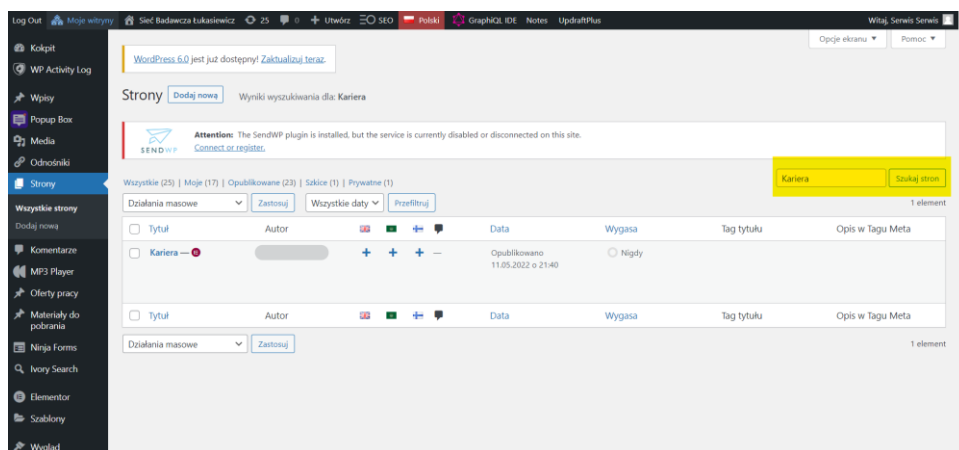 Log Out Moje witryny Sieć Badawcza Łukasiewicz 25 0 + Utwórz SEO Polski GraphiQL IDE Notes UpdraftPlus Witaj, Serwis Serwis
Opcje ekranu ▼ Pomoc ▼
Kokpit
WP Activity Log
Wpisy
Popup Box
Media
Odnośniki
Strony
Wszystkie strony
Dodaj nową
Komentarze
MP3 Player
Oferty pracy
Materiały do
pobrania
Ninja Forms
Ivory Search
Elementor
Szablony
Wygląd
WordPress 6.0 jest już dostępny! Zaktualizuj teraz.
Strony Dodaj nową Wyniki wyszukiwania dla: Kariera
SENDWP
Attention: The SendWP plugin is installed, but the service is currently disabled or disconnected on this site.
Connect or register.
Wszystkie (25) | Moje (17) | Opublikowane (23) | Szkice (1) | Prywatne (1)
Kariera Szukaj stron
Działania masowe Zastosuj Wszystkie daty Przefiltruj 1 element
Tytuł Autor Data Wygasa Tag tytułu Opis w Tagu Meta
Kariera — + + + — Opublikowano Nigdy
11.05.2022 o 21:40
Tytuł Autor Data Wygasa Tag tytułu Opis w Tagu Meta
Działania masowe Zastosuj 1 element